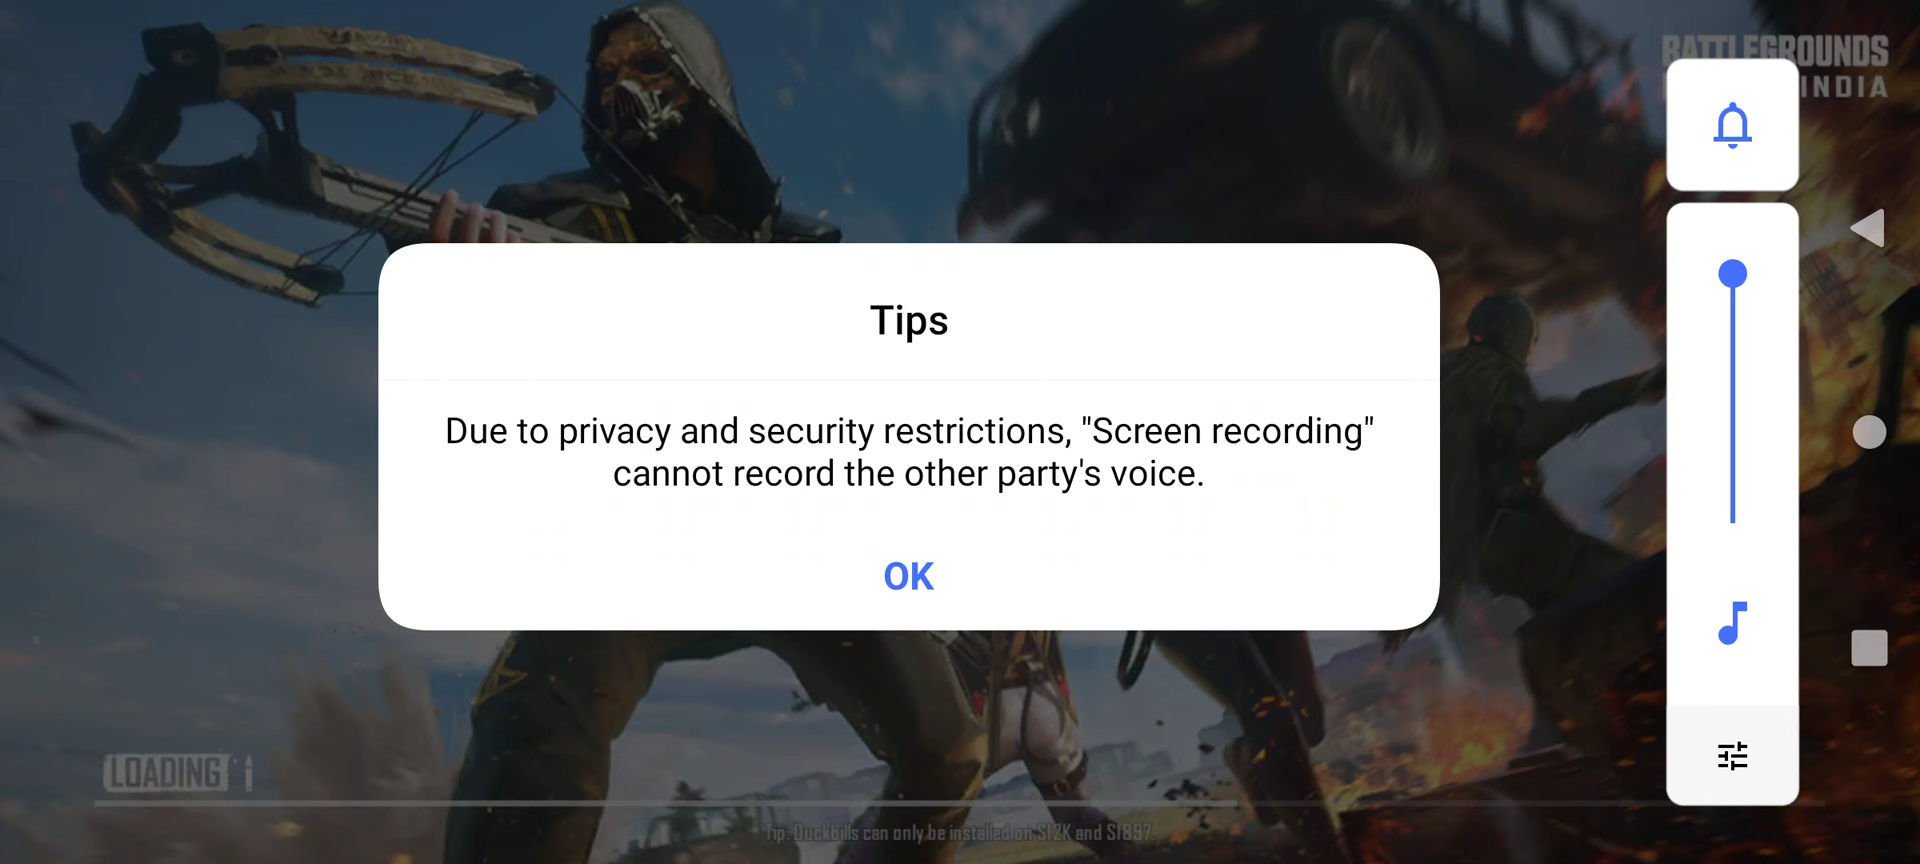 BATTLEGROUNDS
INDIA
Tips
Due to privacy and security restrictions, "Screen recording"
cannot record the other party's voice.
OK
LOADING
Tip: Duckbills can only be installed on S12K and S1897